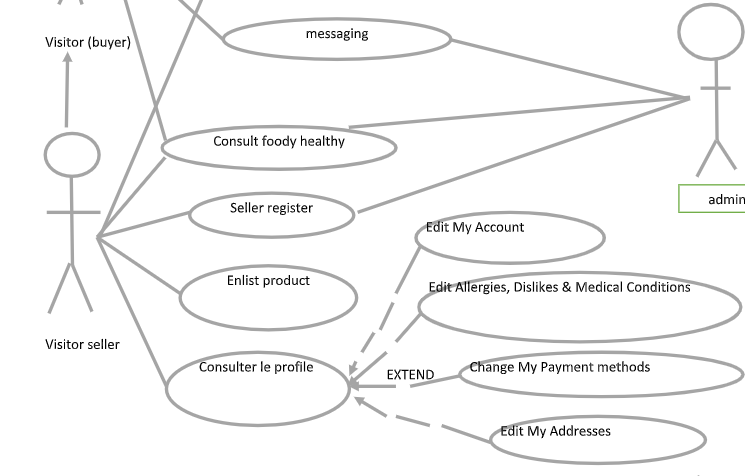 messaging
Visitor (buyer)
Consult foody healthy
Seller register
admin
Edit My Account
Enlist product
Edit Allergies, Dislikes & Medical Conditions
Visitor seller
Consulter le profile
EXTEND
Change My Payment methods
Edit My Addresses